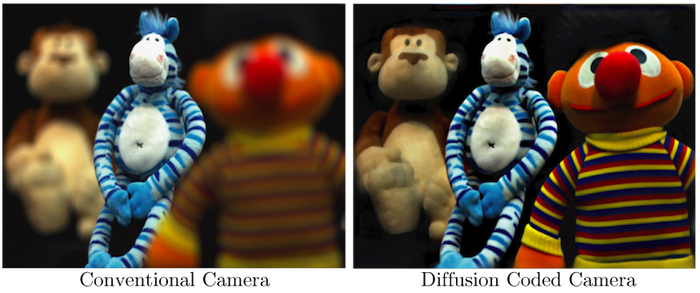 Conventional Camera
Diffusion Coded Camera